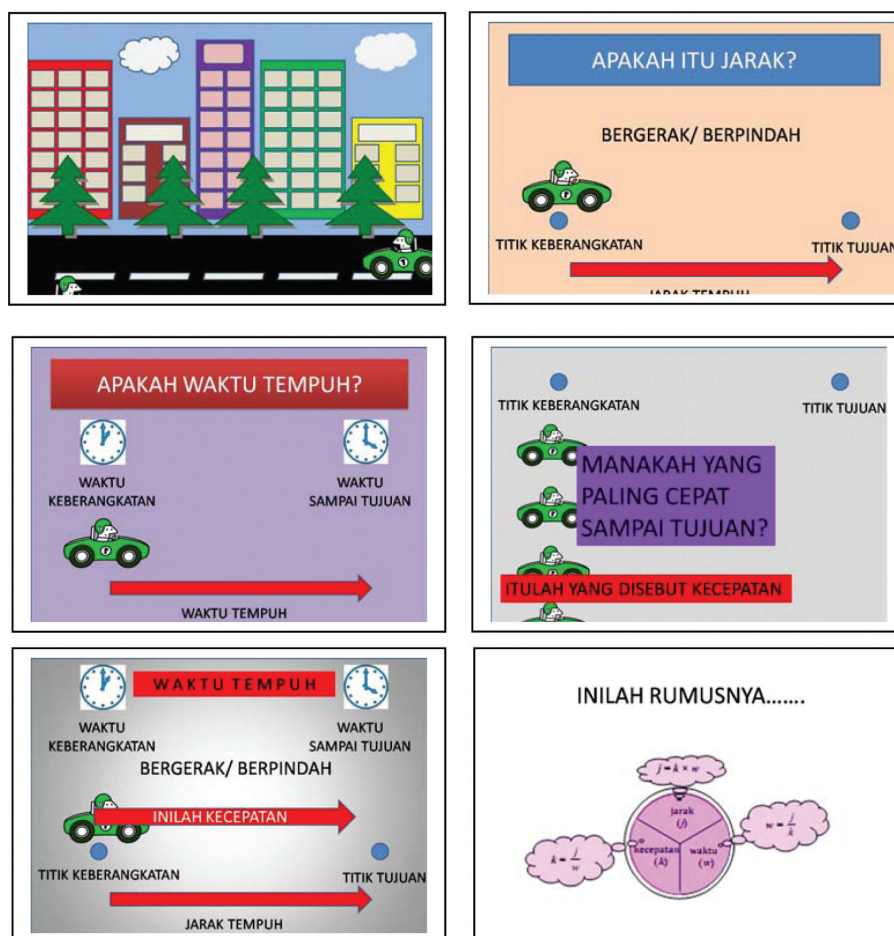 APAKAH ITU JARAK?
BERGERAK/ BERPINDAH
TITIK KEBERANGKATAN
TITIK TUJUAN
JARAK TEMPUH
APAKAH WAKTU TEMPUH?
WAKTU
KEBERANGKATAN
WAKTU
SAMPAI TUJUAN
WAKTU TEMPUH
TITIK KEBERANGKATAN
TITIK TUJUAN
MANAKAH YANG
PALING CEPAT
SAMPAI TUJUAN?
ITULAH YANG DISEBUT KECEPATAN
WAKTU TEMPUH
WAKTU
KEBERANGKATAN
WAKTU
SAMPAI TUJUAN
BERGERAK/ BERPINDAH
INILAH KECEPATAN
TITIK KEBERANGKATAN
TITIK TUJUAN
JARAK TEMPUH
INILAH RUMUSNYA.......
j = k × w
jarak
(j)
kecepatan
(k)
waktu
(w)
k = j/w
w = j/k